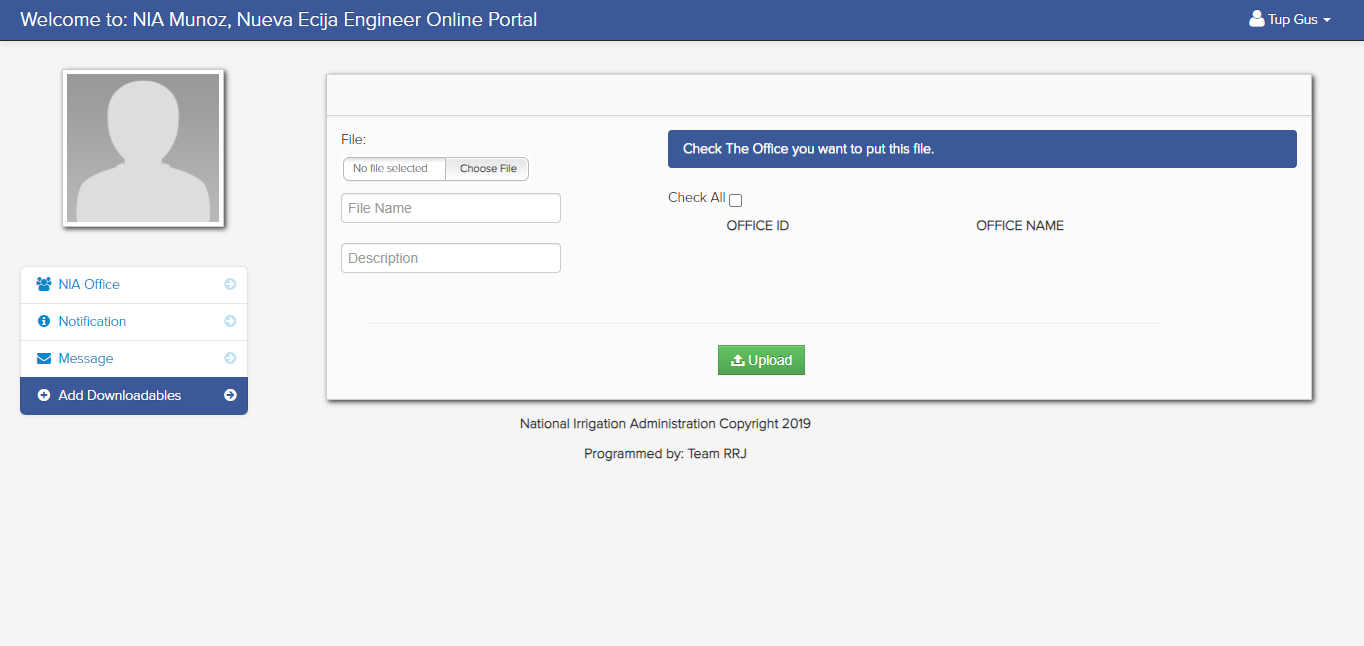 Welcome to: NIA Munoz, Nueva Ecija Engineer Online Portal
Tup Gus
NIA Office
Notification
Message
Add Downloadables
File:
No file selected Choose File
File Name
Description
Check The Office you want to put this file.
Check All
OFFICE ID OFFICE NAME
Upload
National Irrigation Administration Copyright 2019
Programmed by: Team RRJ